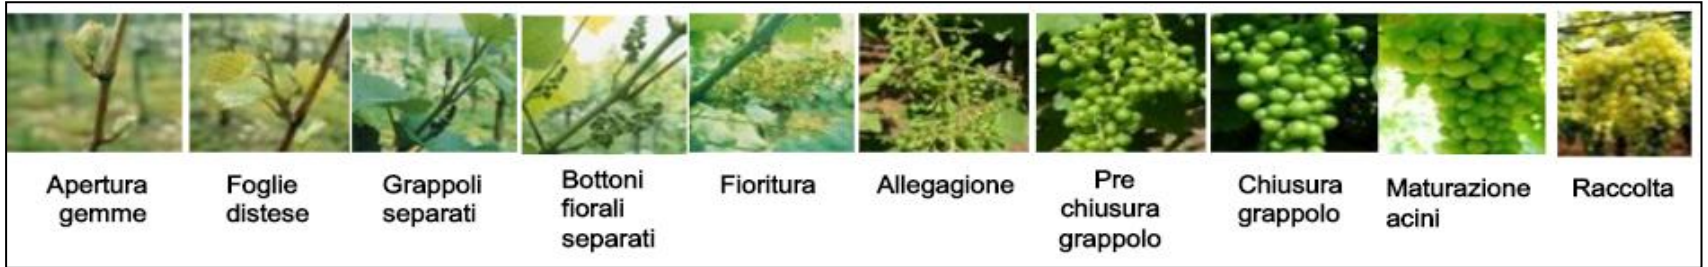 Apertura
gemme
Foglie
distese
Grappoli
separati
Bottoni
fiorali
separati
Fioritura
Allegagione
Pre
chiusura
grappolo
Chiusura
grappolo
Maturazione
acini
Raccolta